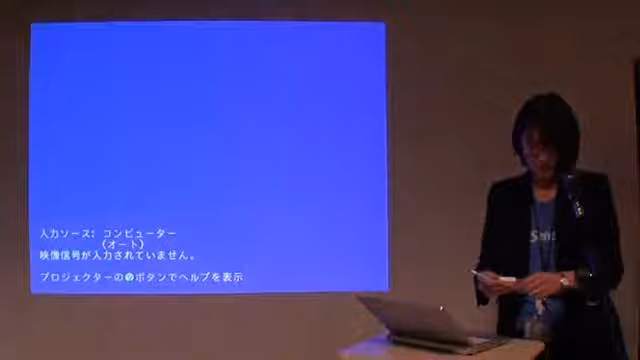 入力ソース: コンピューター
(オート)
映像信号が入力されていません。
プロジェクターの?ボタンでヘルプを表示